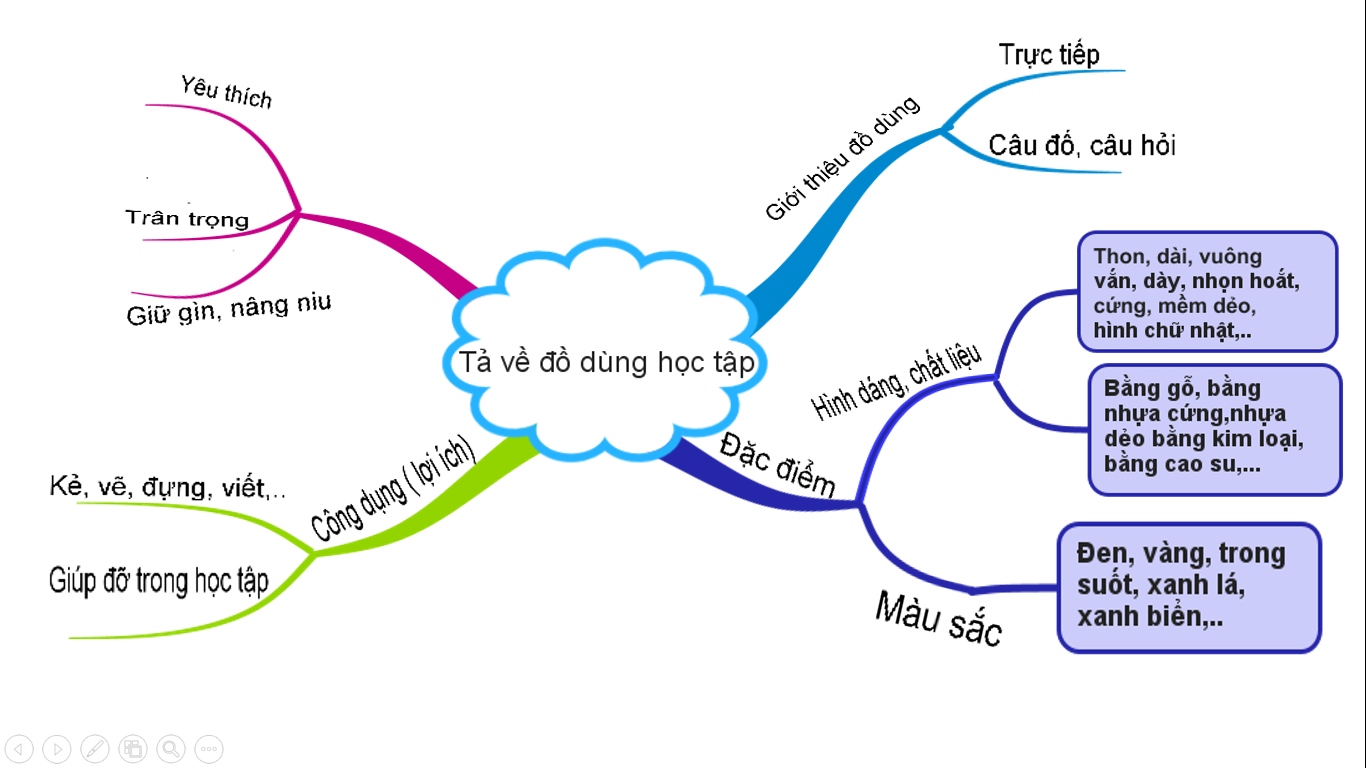 Tả về đồ dùng học tập
Giới thiệu đồ dùng
Trực tiếp
Câu đố, câu hỏi
Đặc điểm
Hình dáng, chất liệu
Thon, dài, vuông
vắn, dày, nhọn hoắt,
cứng, mềm dẻo,
hình chữ nhật,..
Bằng gỗ, bằng
nhựa cứng,nhựa
dẻo bằng kim loại,
bằng cao su,...
Màu sắc
Đen, vàng, trong
suốt, xanh lá,
xanh biển,..
Công dụng ( lợi ích)
Kẻ, vẽ, đựng, viết,..
Giúp đỡ trong học tập
Yêu thích
Trân trọng
Giữ gìn, nâng niu